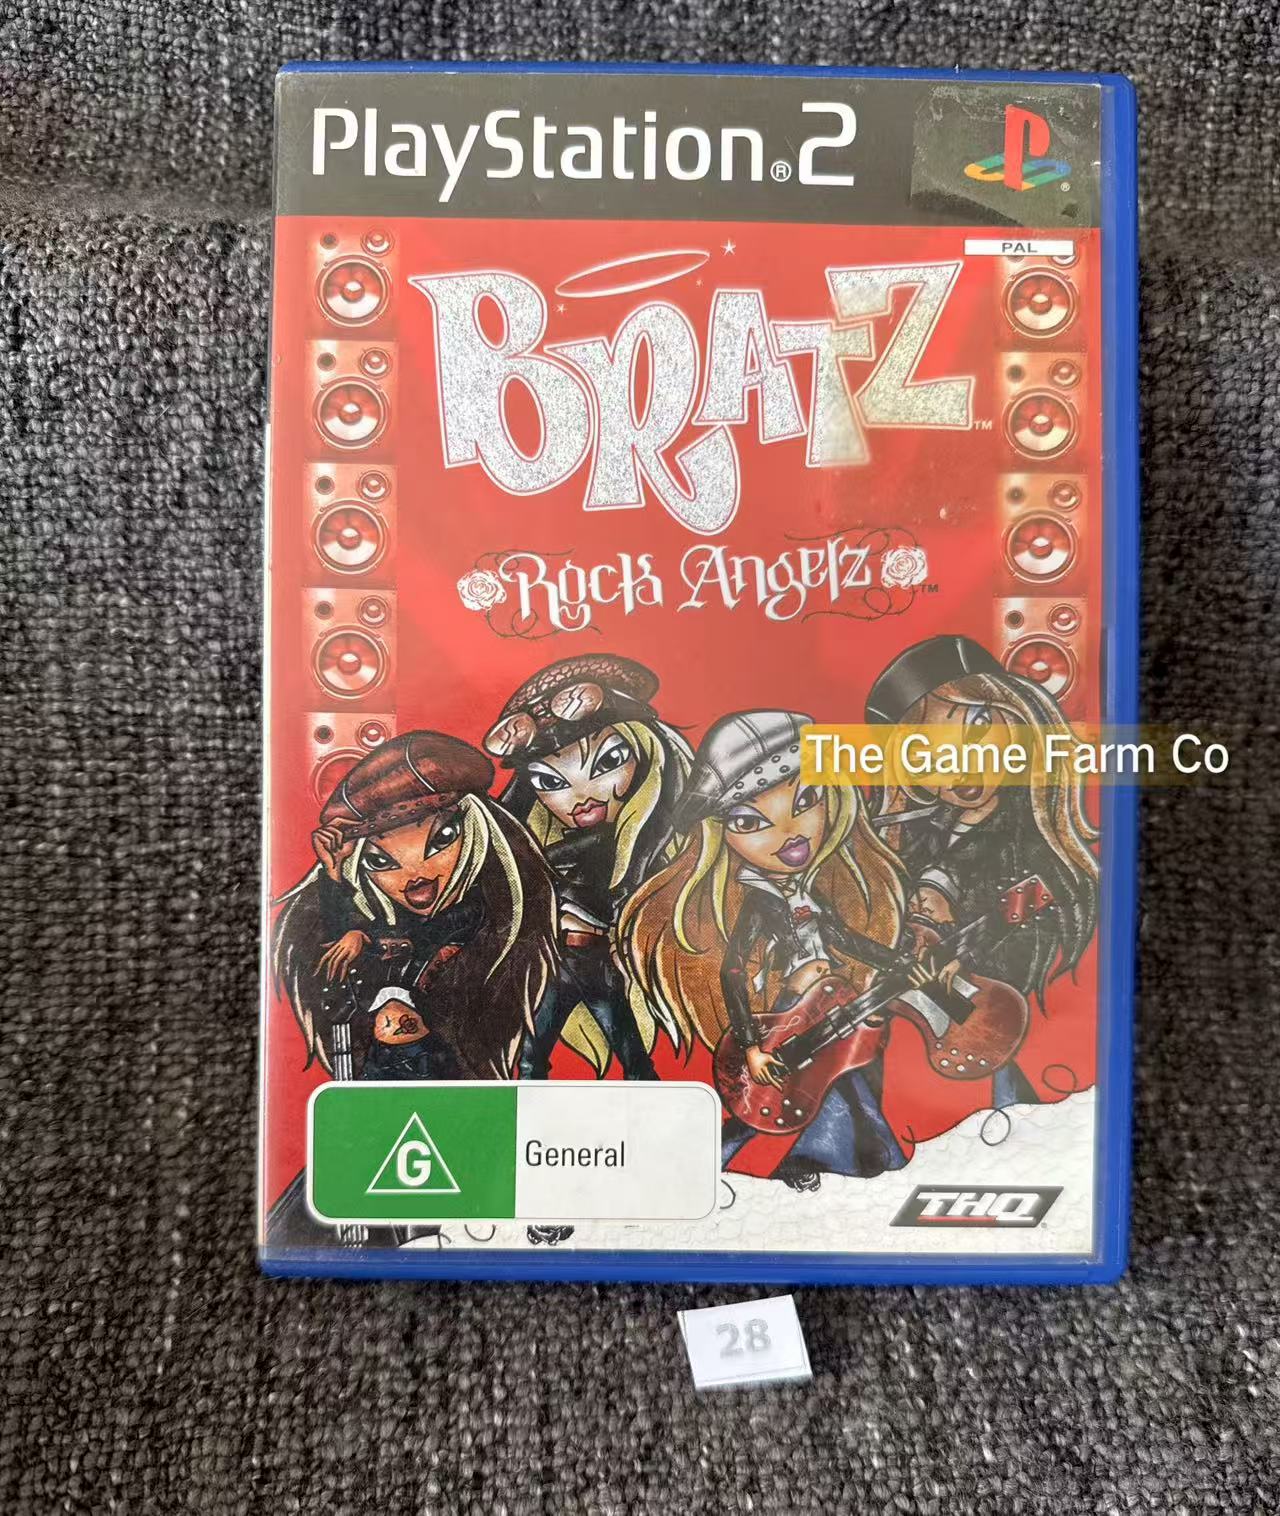 PlayStation®2
PAL
BRATZ™
Rock Angelz™
The Game Farm Co
G
General
THQ
28